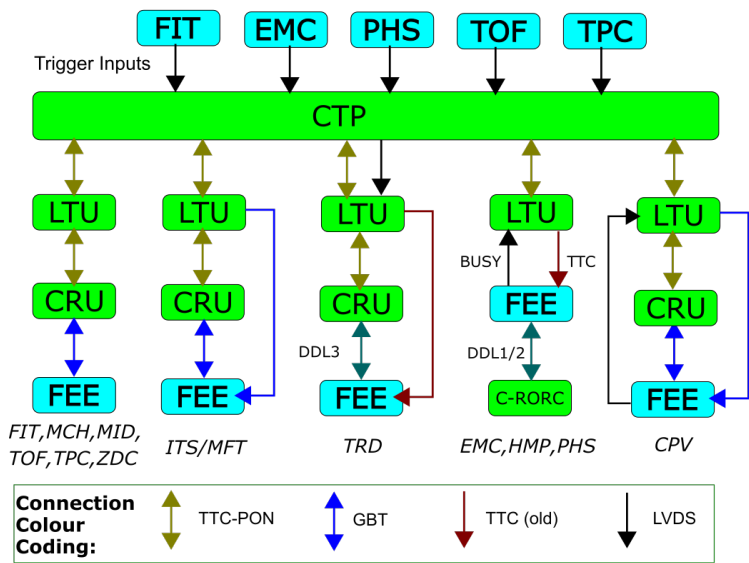 FIT
EMC
PHS
TOF
TPC
Trigger Inputs
CTP
LTU
LTU
LTU
LTU
LTU
BUSY
TTC
CRU
CRU
CRU
FEE
CRU
DDL3
DDL1/2
FEE
FEE
FEE
C-RORC
FEE
FIT,MCH,MID,
TOF,TPC,ZDC
ITS/MFT
TRD
EMC,HMP,PHS
CPV
Connection
Colour
Coding:
TTC-PON
GBT
TTC (old)
LVDS